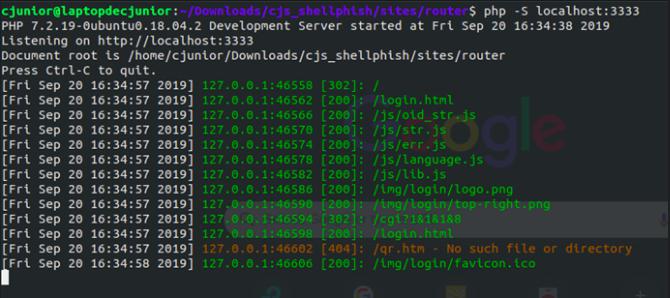 cjunior@laptopdecjunior:~/Downloads/cjs_shellphish/sites/router$ php -S localhost:3333
PHP 7.2.19-0ubuntu0.18.04.2 Development Server started at Fri Sep 20 16:34:38 2019
Listening on http://localhost:3333
Document root is /home/cjunior/Downloads/cjs_shellphish/sites/router
Press Ctrl-C to quit.
[Fri Sep 20 16:34:57 2019] 127.0.0.1:46558 [302]: /
[Fri Sep 20 16:34:57 2019] 127.0.0.1:46562 [200]: /login.html
[Fri Sep 20 16:34:57 2019] 127.0.0.1:46566 [200]: /js/oid_str.js
[Fri Sep 20 16:34:57 2019] 127.0.0.1:46570 [200]: /js/str.js
[Fri Sep 20 16:34:57 2019] 127.0.0.1:46574 [200]: /js/err.js
[Fri Sep 20 16:34:57 2019] 127.0.0.1:46578 [200]: /js/language.js
[Fri Sep 20 16:34:57 2019] 127.0.0.1:46582 [200]: /js/lib.js
[Fri Sep 20 16:34:57 2019] 127.0.0.1:46586 [200]: /img/login/logo.png
[Fri Sep 20 16:34:57 2019] 127.0.0.1:46590 [200]: /img/login/top-right.png
[Fri Sep 20 16:34:57 2019] 127.0.0.1:46594 [302]: /cgi?1&1&1&8
[Fri Sep 20 16:34:57 2019] 127.0.0.1:46598 [200]: /login.html
[Fri Sep 20 16:34:57 2019] 127.0.0.1:46602 [404]: /qr.htm - No such file or directory
[Fri Sep 20 16:34:58 2019] 127.0.0.1:46606 [200]: /img/login/favicon.ico
Google